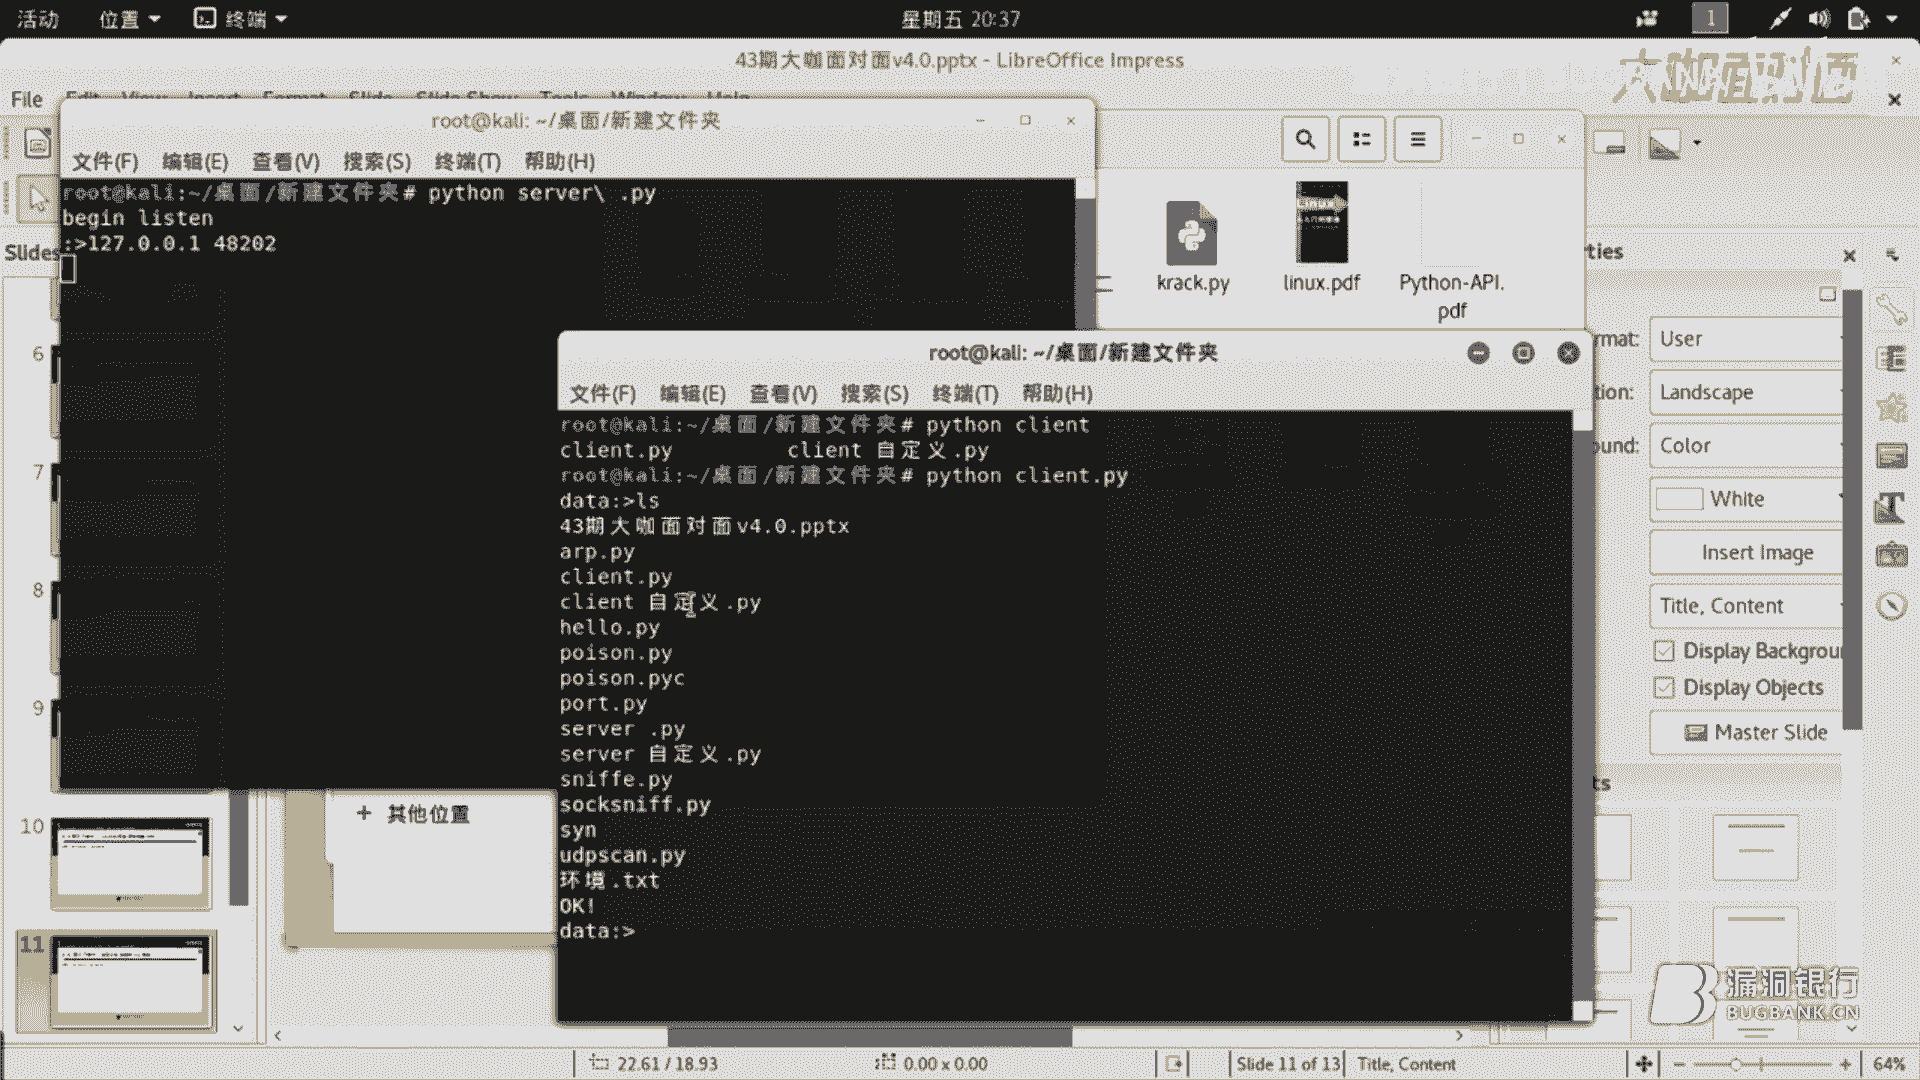 活动 位置 终端 星期五 20:37 1
43期大咖面对面v4.0.pptx - LibreOffice Impress
大咖面对面
File Edit View Insert Format Slide Slide Show Tools Window Help
root@kali: ~/桌面/新建文件夹
文件(F) 编辑(E) 查看(V) 搜索(S) 终端(T) 帮助(H)
root@kali:~/桌面/新建文件夹# python server\ .py
begin listen
:>127.0.0.1 48202
Slides
6
7
8
9
10
11
krack.py
linux.pdf
Python-API.
pdf
root@kali: ~/桌面/新建文件夹
文件(F) 编辑(E) 查看(V) 搜索(S) 终端(T) 帮助(H)
root@kali:~/桌面/新建文件夹# python client
client.py client 自定义.py
root@kali:~/桌面/新建文件夹# python client.py
data:>ls
43期大咖面对面v4.0.pptx
arp.py
client.py
client 自定义.py
hello.py
poison.py
poison.pyc
port.py
server .py
server 自定义.py
sniffe.py
socksniff.py
syn
udpscan.py
环境.txt
OK!
data:>
+ 其他位置
ties
rmat: User
tion: Landscape
ound: Color
White
Insert Image
Title, Content
Display Backgrou
Display Objects
Master Slide
ts
漏洞银行
BUGBANK.CN
22.61 / 18.93 0.00 x 0.00 Slide 11 of 13 Title, Content 64%